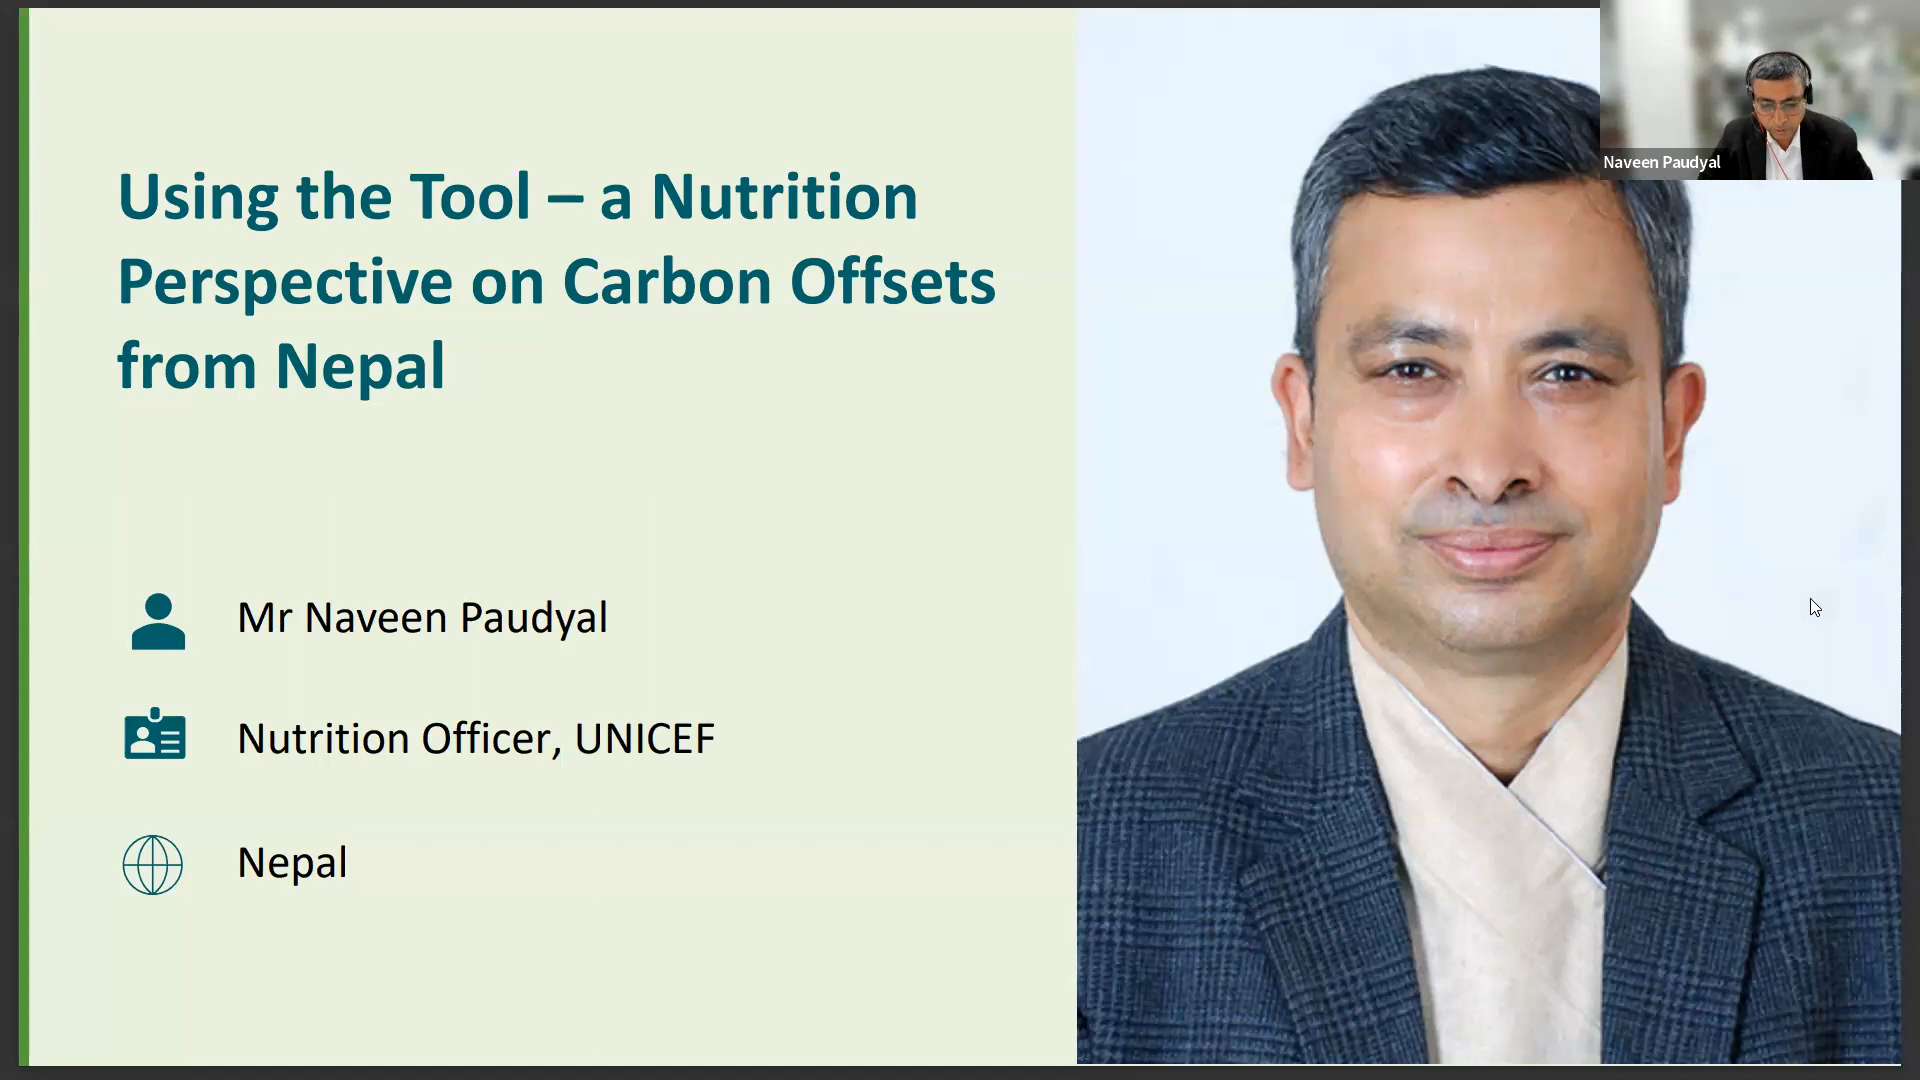 Using the Tool – a Nutrition
Perspective on Carbon Offsets
from Nepal
Mr Naveen Paudyal
Nutrition Officer, UNICEF
Nepal
Naveen Paudyal